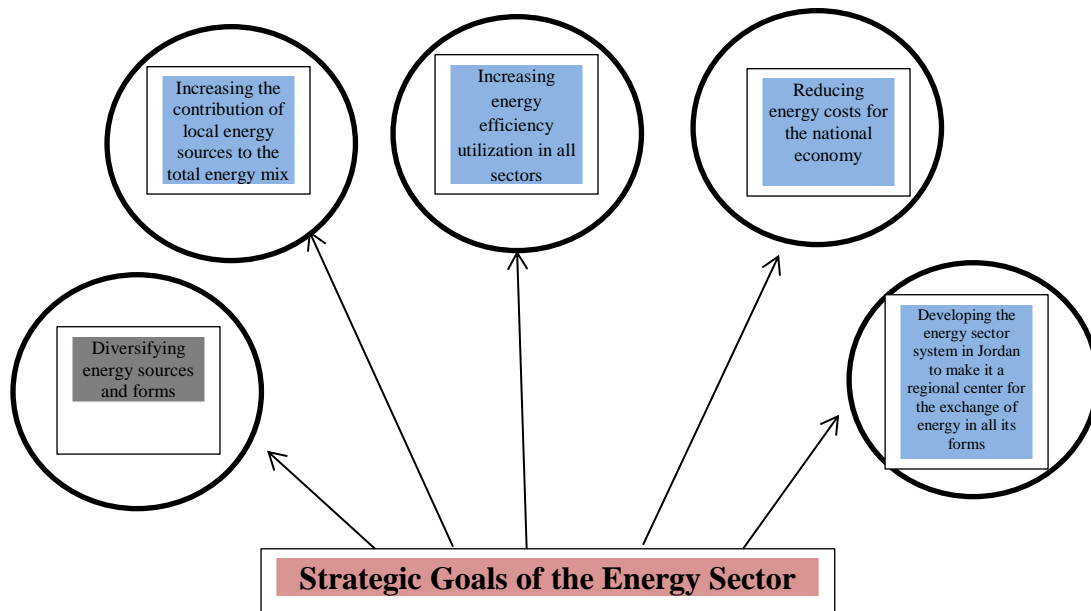 Increasing the
contribution of
local energy
sources to the
total energy mix
Increasing
energy
efficiency
utilization in all
sectors
Reducing
energy costs for
the national
economy
Diversifying
energy sources
and forms
Developing the
energy sector
system in Jordan
to make it a
regional center for
the exchange of
energy in all its
forms
Strategic Goals of the Energy Sector